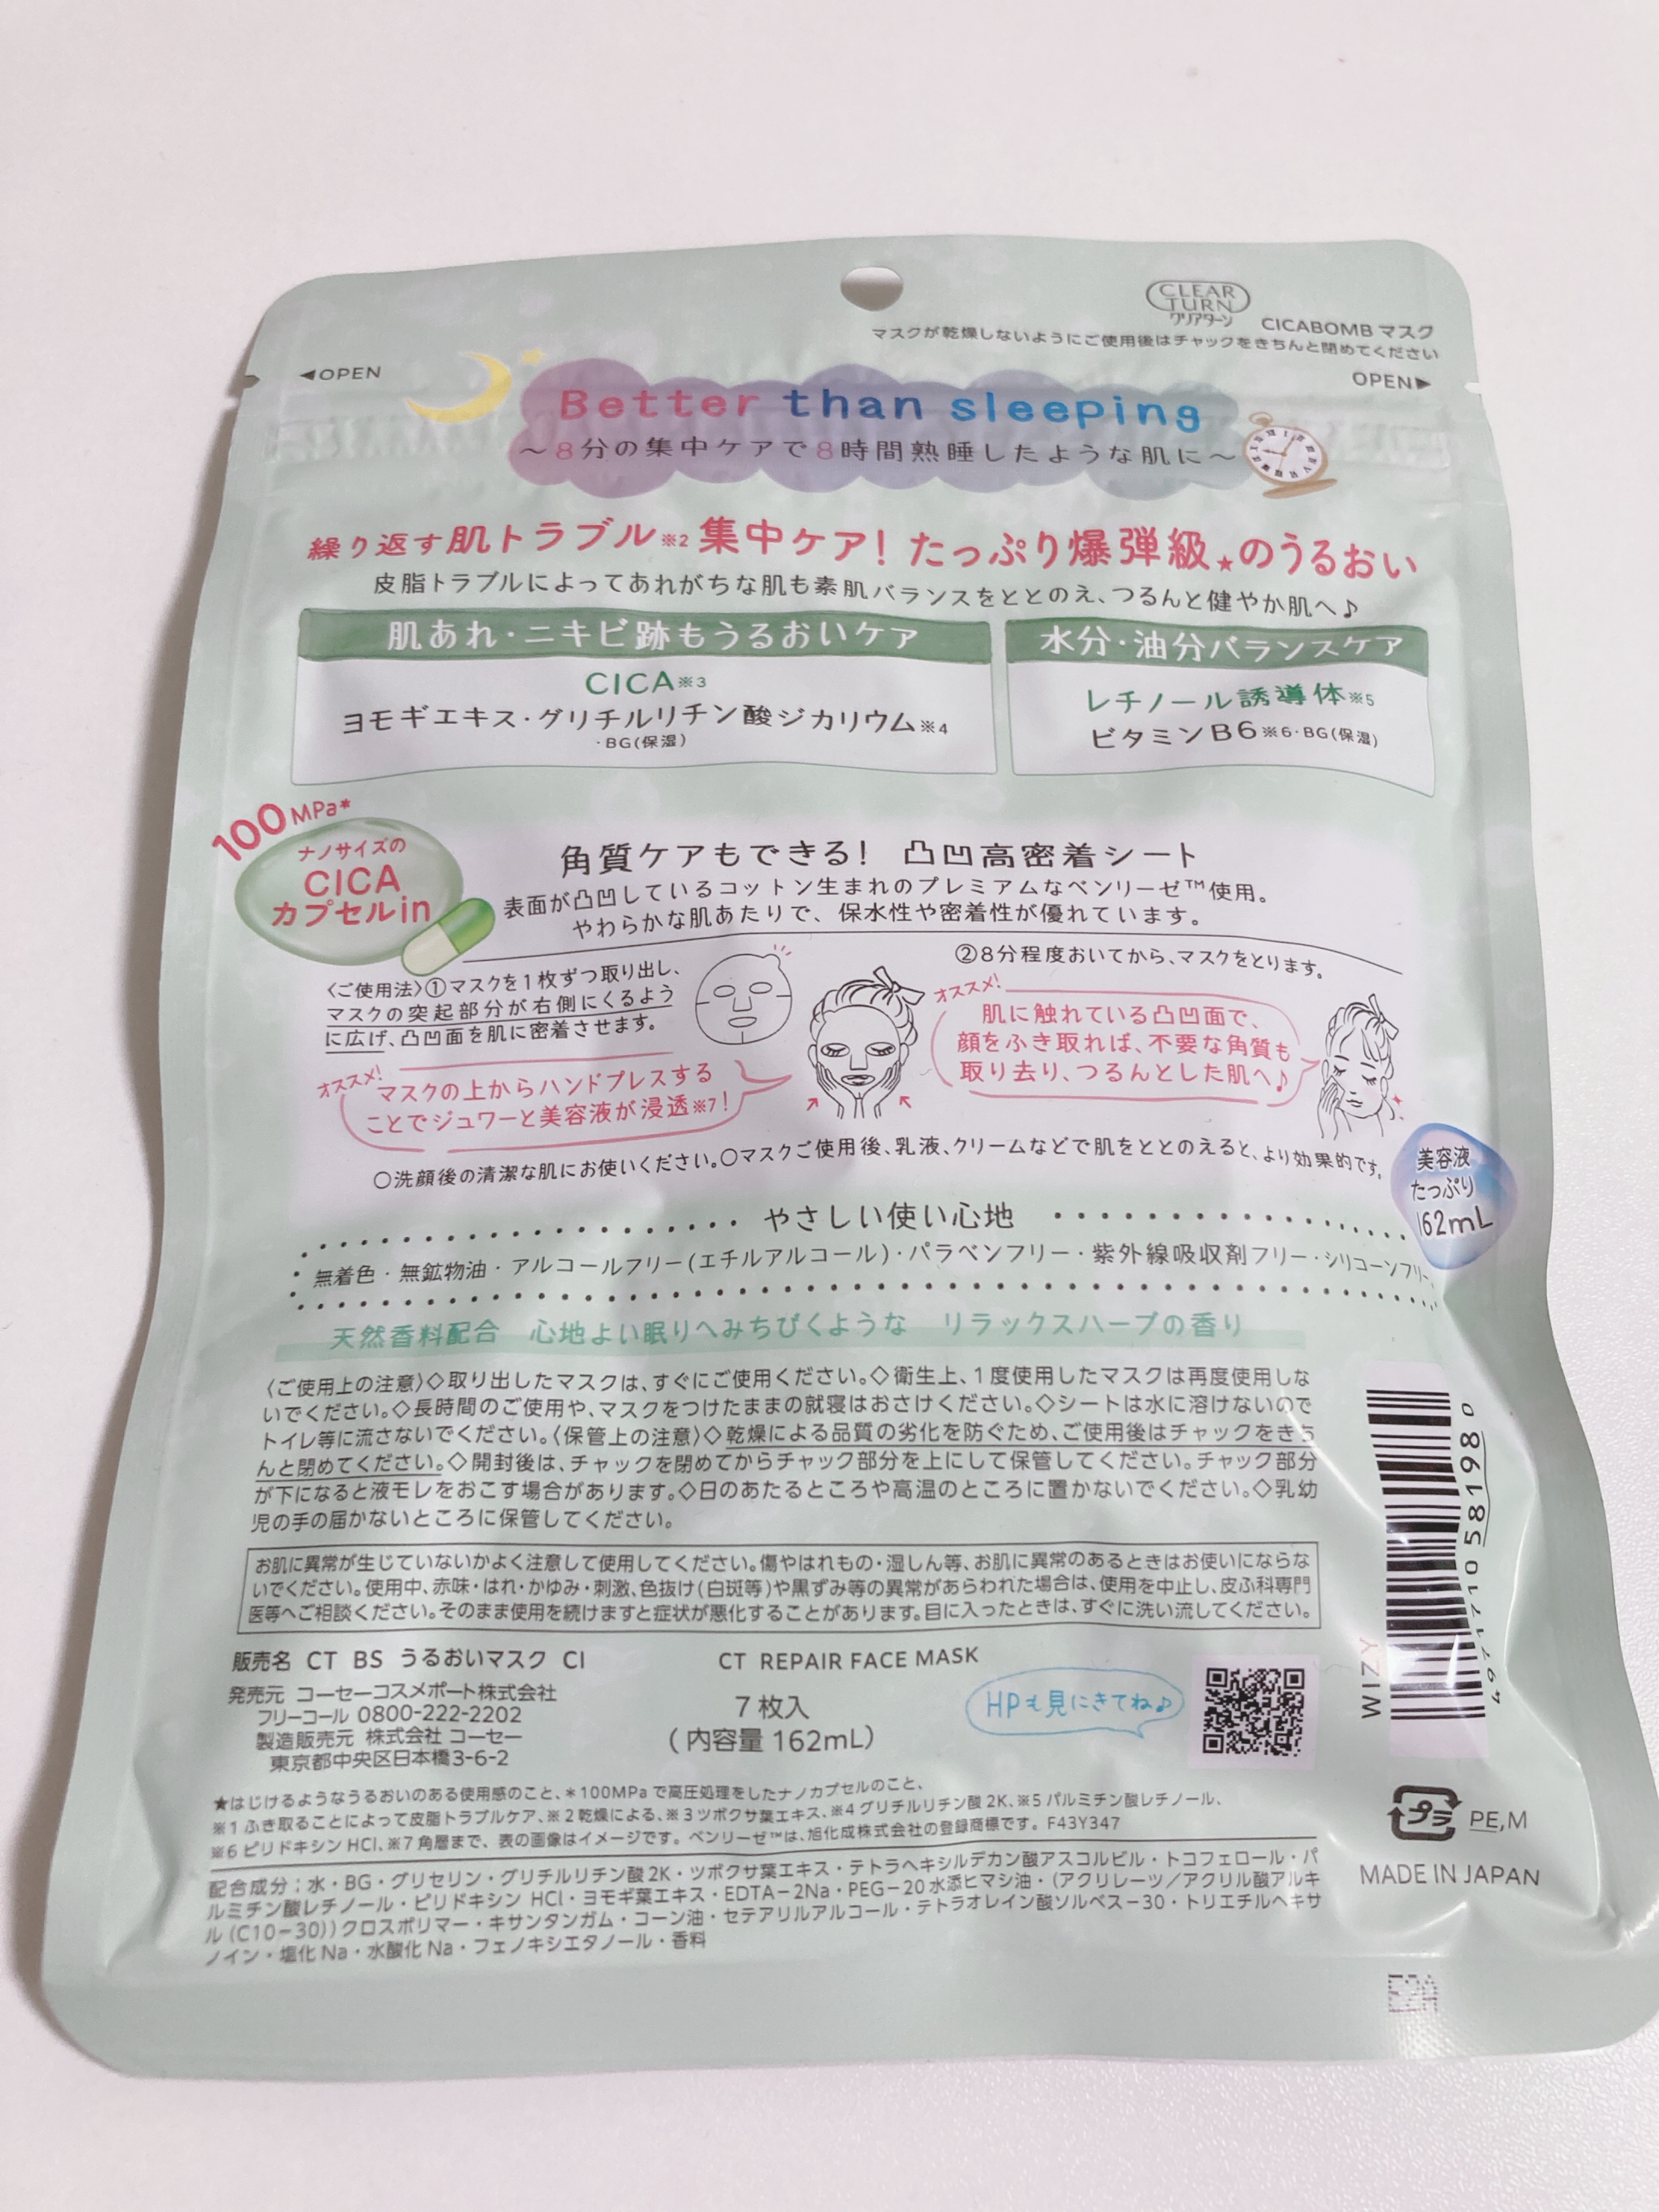 CLEAR
TURN
クリアターン
CICABOMB マスク
マスクが乾燥しないようにご使用後はチャックをきちんと閉めてください
◀OPEN
OPEN▶
Better than sleeping
～8分の集中ケアで8時間熟睡したような肌に～
繰り返す肌トラブル※2 集中ケア！たっぷり爆弾級★のうるおい
皮脂トラブルによってあれがちな肌も素肌バランスをととのえ、つるんと健やか肌へ♪
肌あれ・ニキビ跡もうるおいケア
CICA※3
ヨモギエキス・グリチルリチン酸ジカリウム※4
・BG(保湿)
水分・油分バランスケア
レチノール誘導体※5
ビタミンB6※6・BG(保湿)
100MPa*
ナノサイズの
CICA
カプセルin
角質ケアもできる！ 凸凹高密着シート
表面が凸凹しているコットン生まれのプレミアムなベンリーゼ™使用。
やわらかな肌あたりで、保水性や密着性が優れています。
〈ご使用法〉①マスクを1枚ずつ取り出し、
マスクの突起部分が右側にくるよう
に広げ、凸凹面を肌に密着させます。
オススメ!
マスクの上からハンドプレスする
ことでジュワーと美容液が浸透※7！
②8分程度おいてから、マスクをとります。
オススメ!
肌に触れている凸凹面で、
顔をふき取れば、不要な角質も
取り去り、つるんとした肌へ♪
○洗顔後の清潔な肌にお使いください。○マスクご使用後、乳液、クリームなどで肌をととのえると、より効果的です。
美容液
たっぷり
162mL
やさしい使い心地
無着色・無鉱物油・アルコールフリー(エチルアルコール)・パラベンフリー・紫外線吸収剤フリー・シリコーンフリー
天然香料配合 心地よい眠りへみちびくような リラックスハーブの香り
〈ご使用上の注意〉◇取り出したマスクは、すぐにご使用ください。◇衛生上、1度使用したマスクは再度使用しな
いでください。◇長時間のご使用や、マスクをつけたままの就寝はおさけください。◇シートは水に溶けないので
トイレ等に流さないでください。〈保管上の注意〉◇乾燥による品質の劣化を防ぐため、ご使用後はチャックをきち
んと閉めてください。◇開封後は、チャックを閉めてからチャック部分を上にして保管してください。チャック部分
が下になると液モレをおこす場合があります。◇日のあたるところや高温のところに置かないでください。◇乳幼
児の手の届かないところに保管してください。
お肌に異常が生じていないかよく注意して使用してください。傷やはれもの・湿しん等、お肌に異常のあるときはお使いにならな
いでください。使用中、赤味・はれ・かゆみ・刺激、色抜け(白斑等)や黒ずみ等の異常があらわれた場合は、使用を中止し、皮ふ科専門
医等へご相談ください。そのまま使用を続けますと症状が悪化することがあります。目に入ったときは、すぐに洗い流してください。
販売名 CT BS うるおいマスク CI
CT REPAIR FACE MASK
発売元 コーセーコスメポート株式会社
フリーコール 0800-222-2202
製造販売元 株式会社 コーセー
東京都中央区日本橋3-6-2
7枚入
(内容量 162mL)
HPも見にきてね♪
WIZY
4971710 581980
★はじけるようなうるおいのある使用感のこと、＊100MPa で高圧処理をしたナノカプセルのこと、
※1 ふき取ることによって皮脂トラブルケア、※2 乾燥による、※3 ツボクサ葉エキス、※4 グリチルリチン酸 2K、※5 パルミチン酸レチノール、
※6 ピリドキシン HCl、※7 角層まで、表の画像はイメージです。ベンリーゼ™は、旭化成株式会社の登録商標です。F43Y347
配合成分：水・BG・グリセリン・グリチルリチン酸 2K・ツボクサ葉エキス・テトラヘキシルデカン酸アスコルビル・トコフェロール・パ
ルミチン酸レチノール・ピリドキシン HCl・ヨモギ葉エキス・EDTA－2Na・PEG－20 水添ヒマシ油・(アクリレーツ／アクリル酸アルキ
ル (C10－30)) クロスポリマー・キサンタンガム・コーン油・セテアリルアルコール・テトラオレイン酸ソルベス－30・トリエチルヘキサ
ノイン・塩化 Na・水酸化 Na・フェノキシエタノール・香料
プラ
PE,M
MADE IN JAPAN
E2A